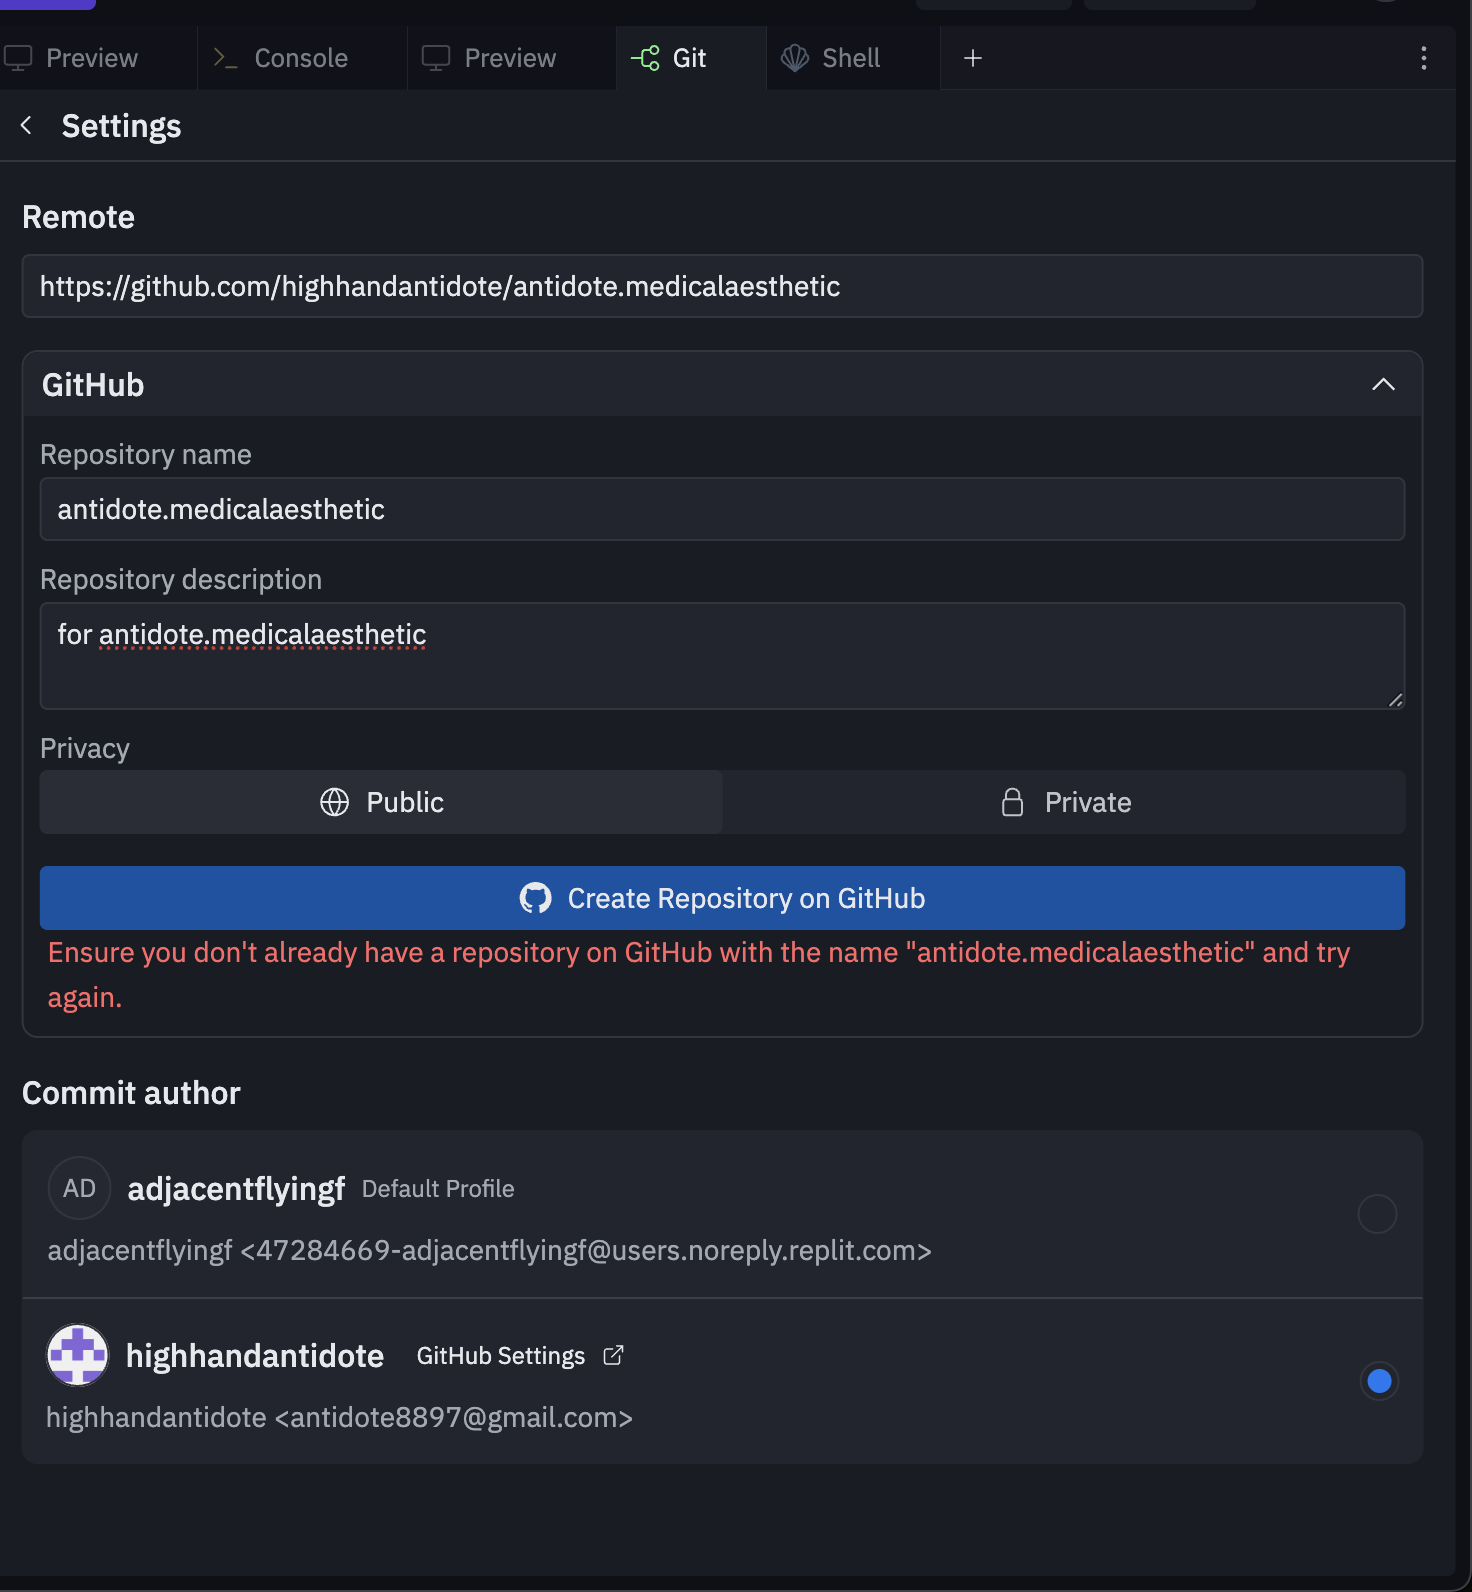 Preview
Console
Preview
Git
Shell
Settings
Remote
https://github.com/highhandantidote/antidote.medicalaesthetic
GitHub
Repository name
antidote.medicalaesthetic
Repository description
for antidote.medicalaesthetic
Privacy
Public
Private
Create Repository on GitHub
Ensure you don't already have a repository on GitHub with the name "antidote.medicalaesthetic" and try
again.
Commit author
AD
adjacentflyingf Default Profile
adjacentflyingf <47284669-adjacentflyingf@users.noreply.replit.com>
highhandantidote GitHub Settings
highhandantidote <antidote8897@gmail.com>